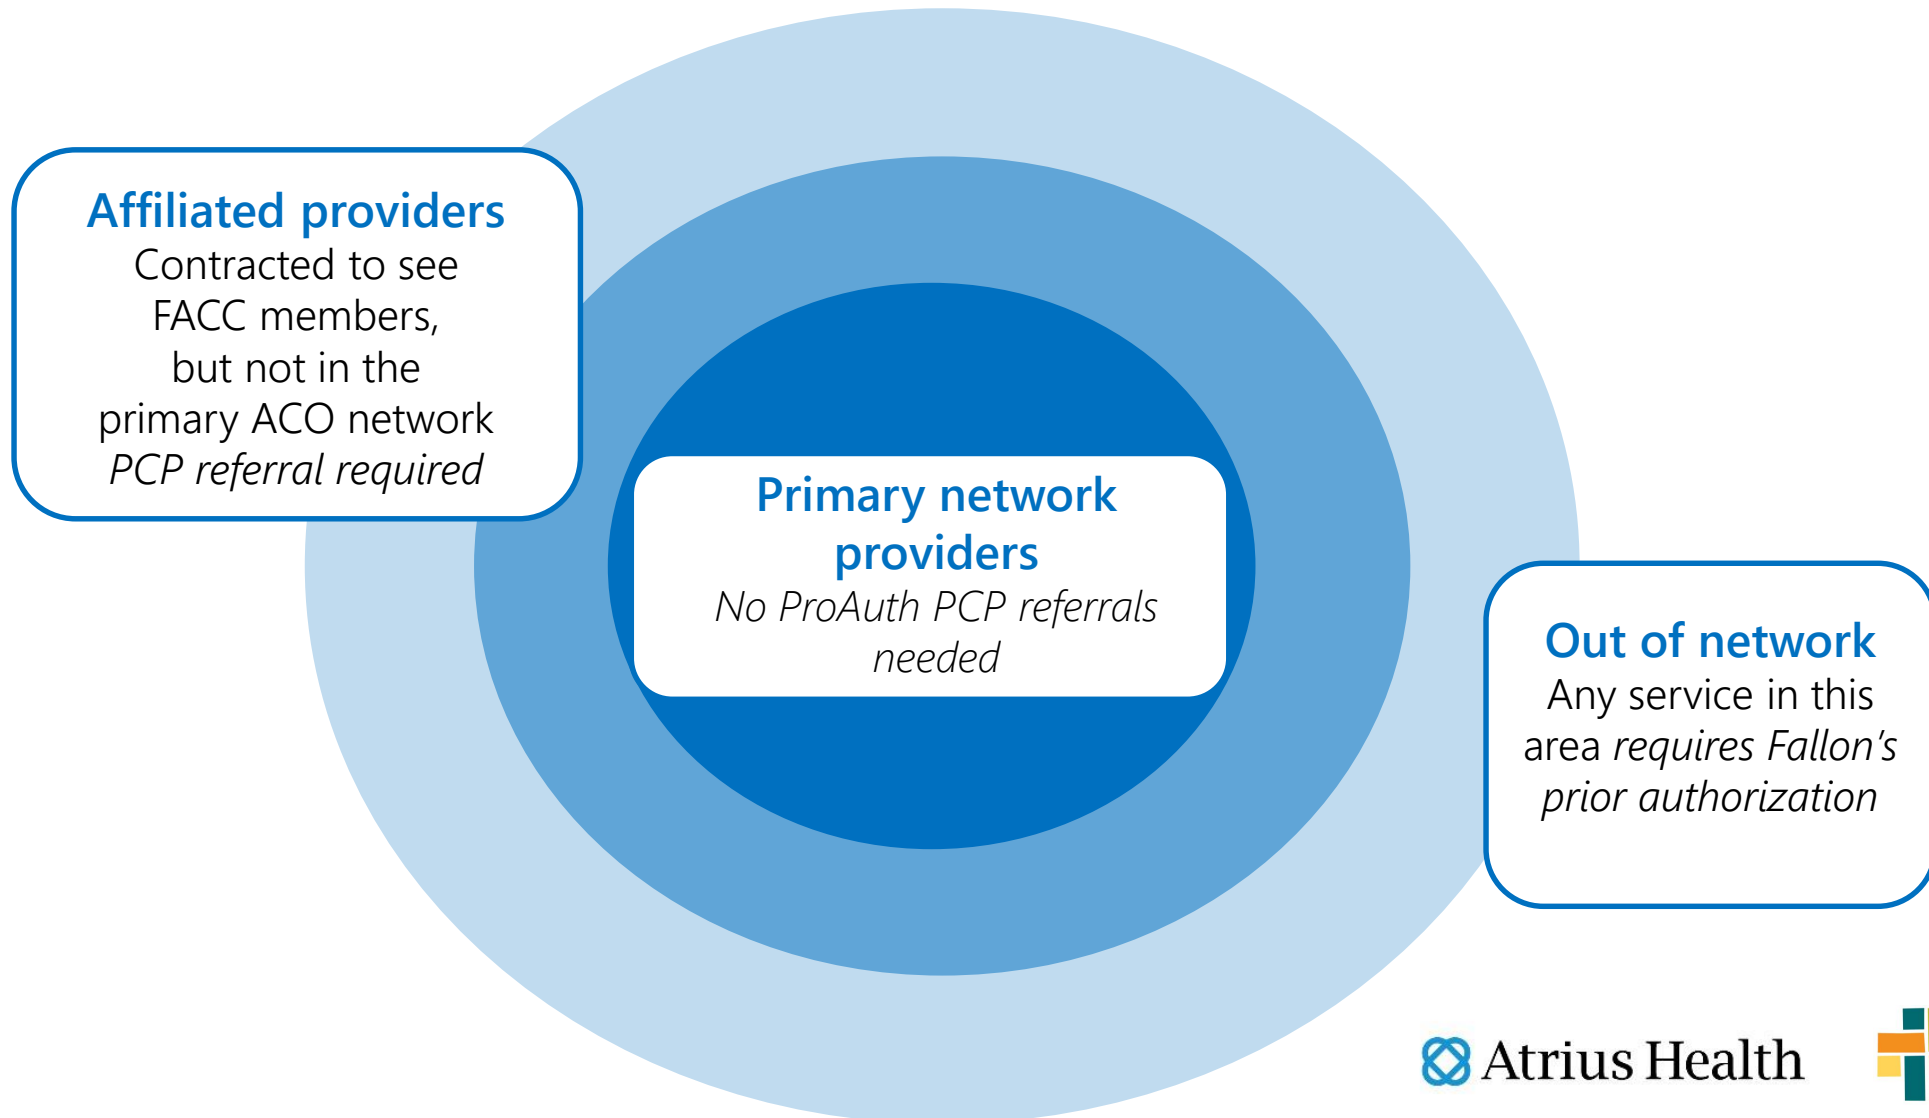 Affiliated providers
Contracted to see
FACC members,
but not in the
primary ACO network
PCP referral required
Primary network
providers
No ProAuth PCP referrals
needed
Out of network
Any service in this
area requires Fallon’s
prior authorization
Atrius Health